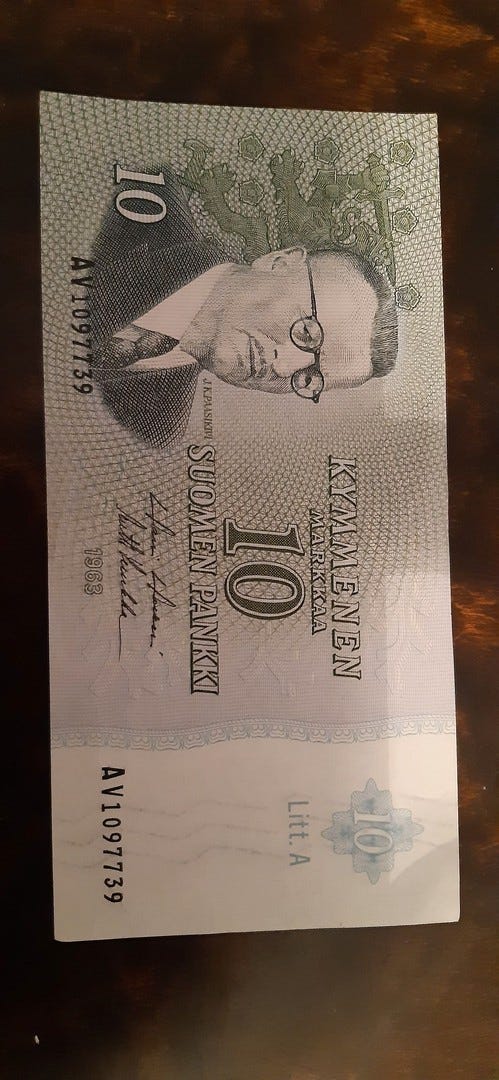 10
AV1097739
J.K.PAASIKIVI
KYMMENEN
MARKKAA
10
SUOMEN PANKKI
1963
10
Litt. A
AV1097739